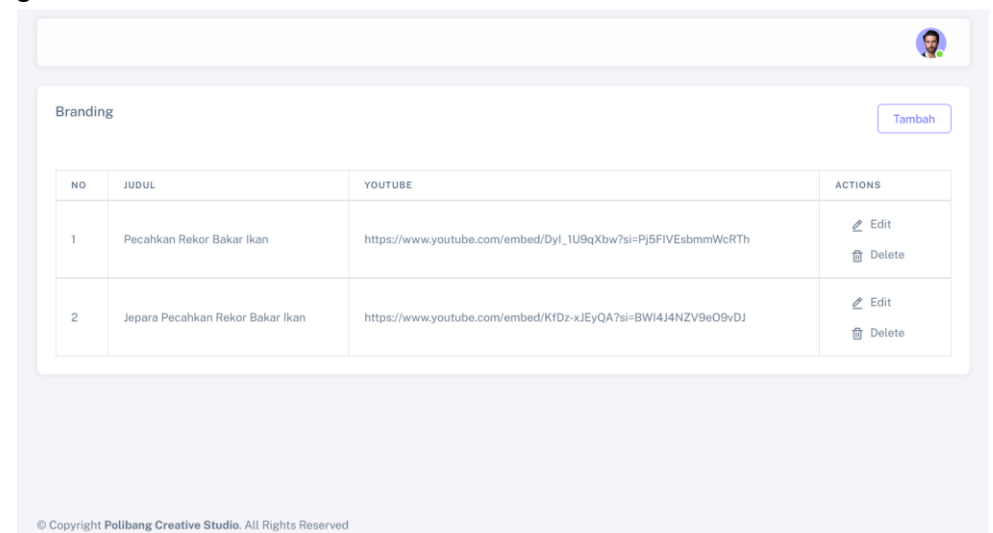 Branding
Tambah
NO JUDUL YOUTUBE ACTIONS
1 Pecahkan Rekor Bakar Ikan https://www.youtube.com/embed/DyI_1U9qXbw?si=Pj5FIVEsbmmWcRTh Edit
Delete
2 Jepara Pecahkan Rekor Bakar Ikan https://www.youtube.com/embed/KfDz-xJEyQA?si=BWI4J4NZV9eO9vDJ Edit
Delete
© Copyright Polibang Creative Studio. All Rights Reserved